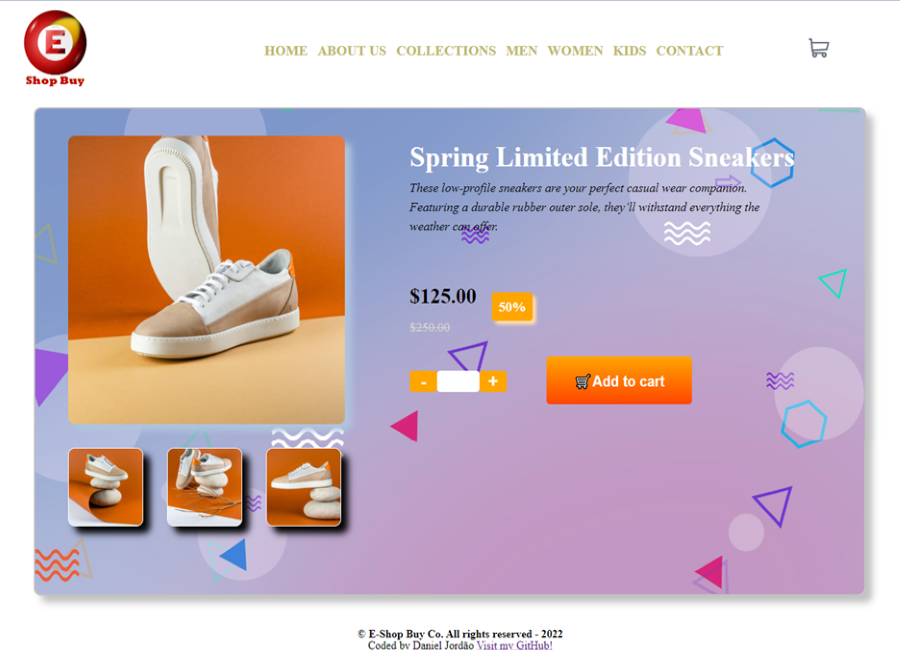 E
Shop Buy
HOME ABOUT US COLLECTIONS MEN WOMEN KIDS CONTACT
Spring Limited Edition Sneakers
These low-profile sneakers are your perfect casual wear companion.
Featuring a durable rubber outer sole, they'll withstand everything the
weather can offer.
$125.00 50%
$250.00
- +
Add to cart
© E-Shop Buy Co. All rights reserved - 2022
Coded by Daniel Jordão Visit my GitHub!